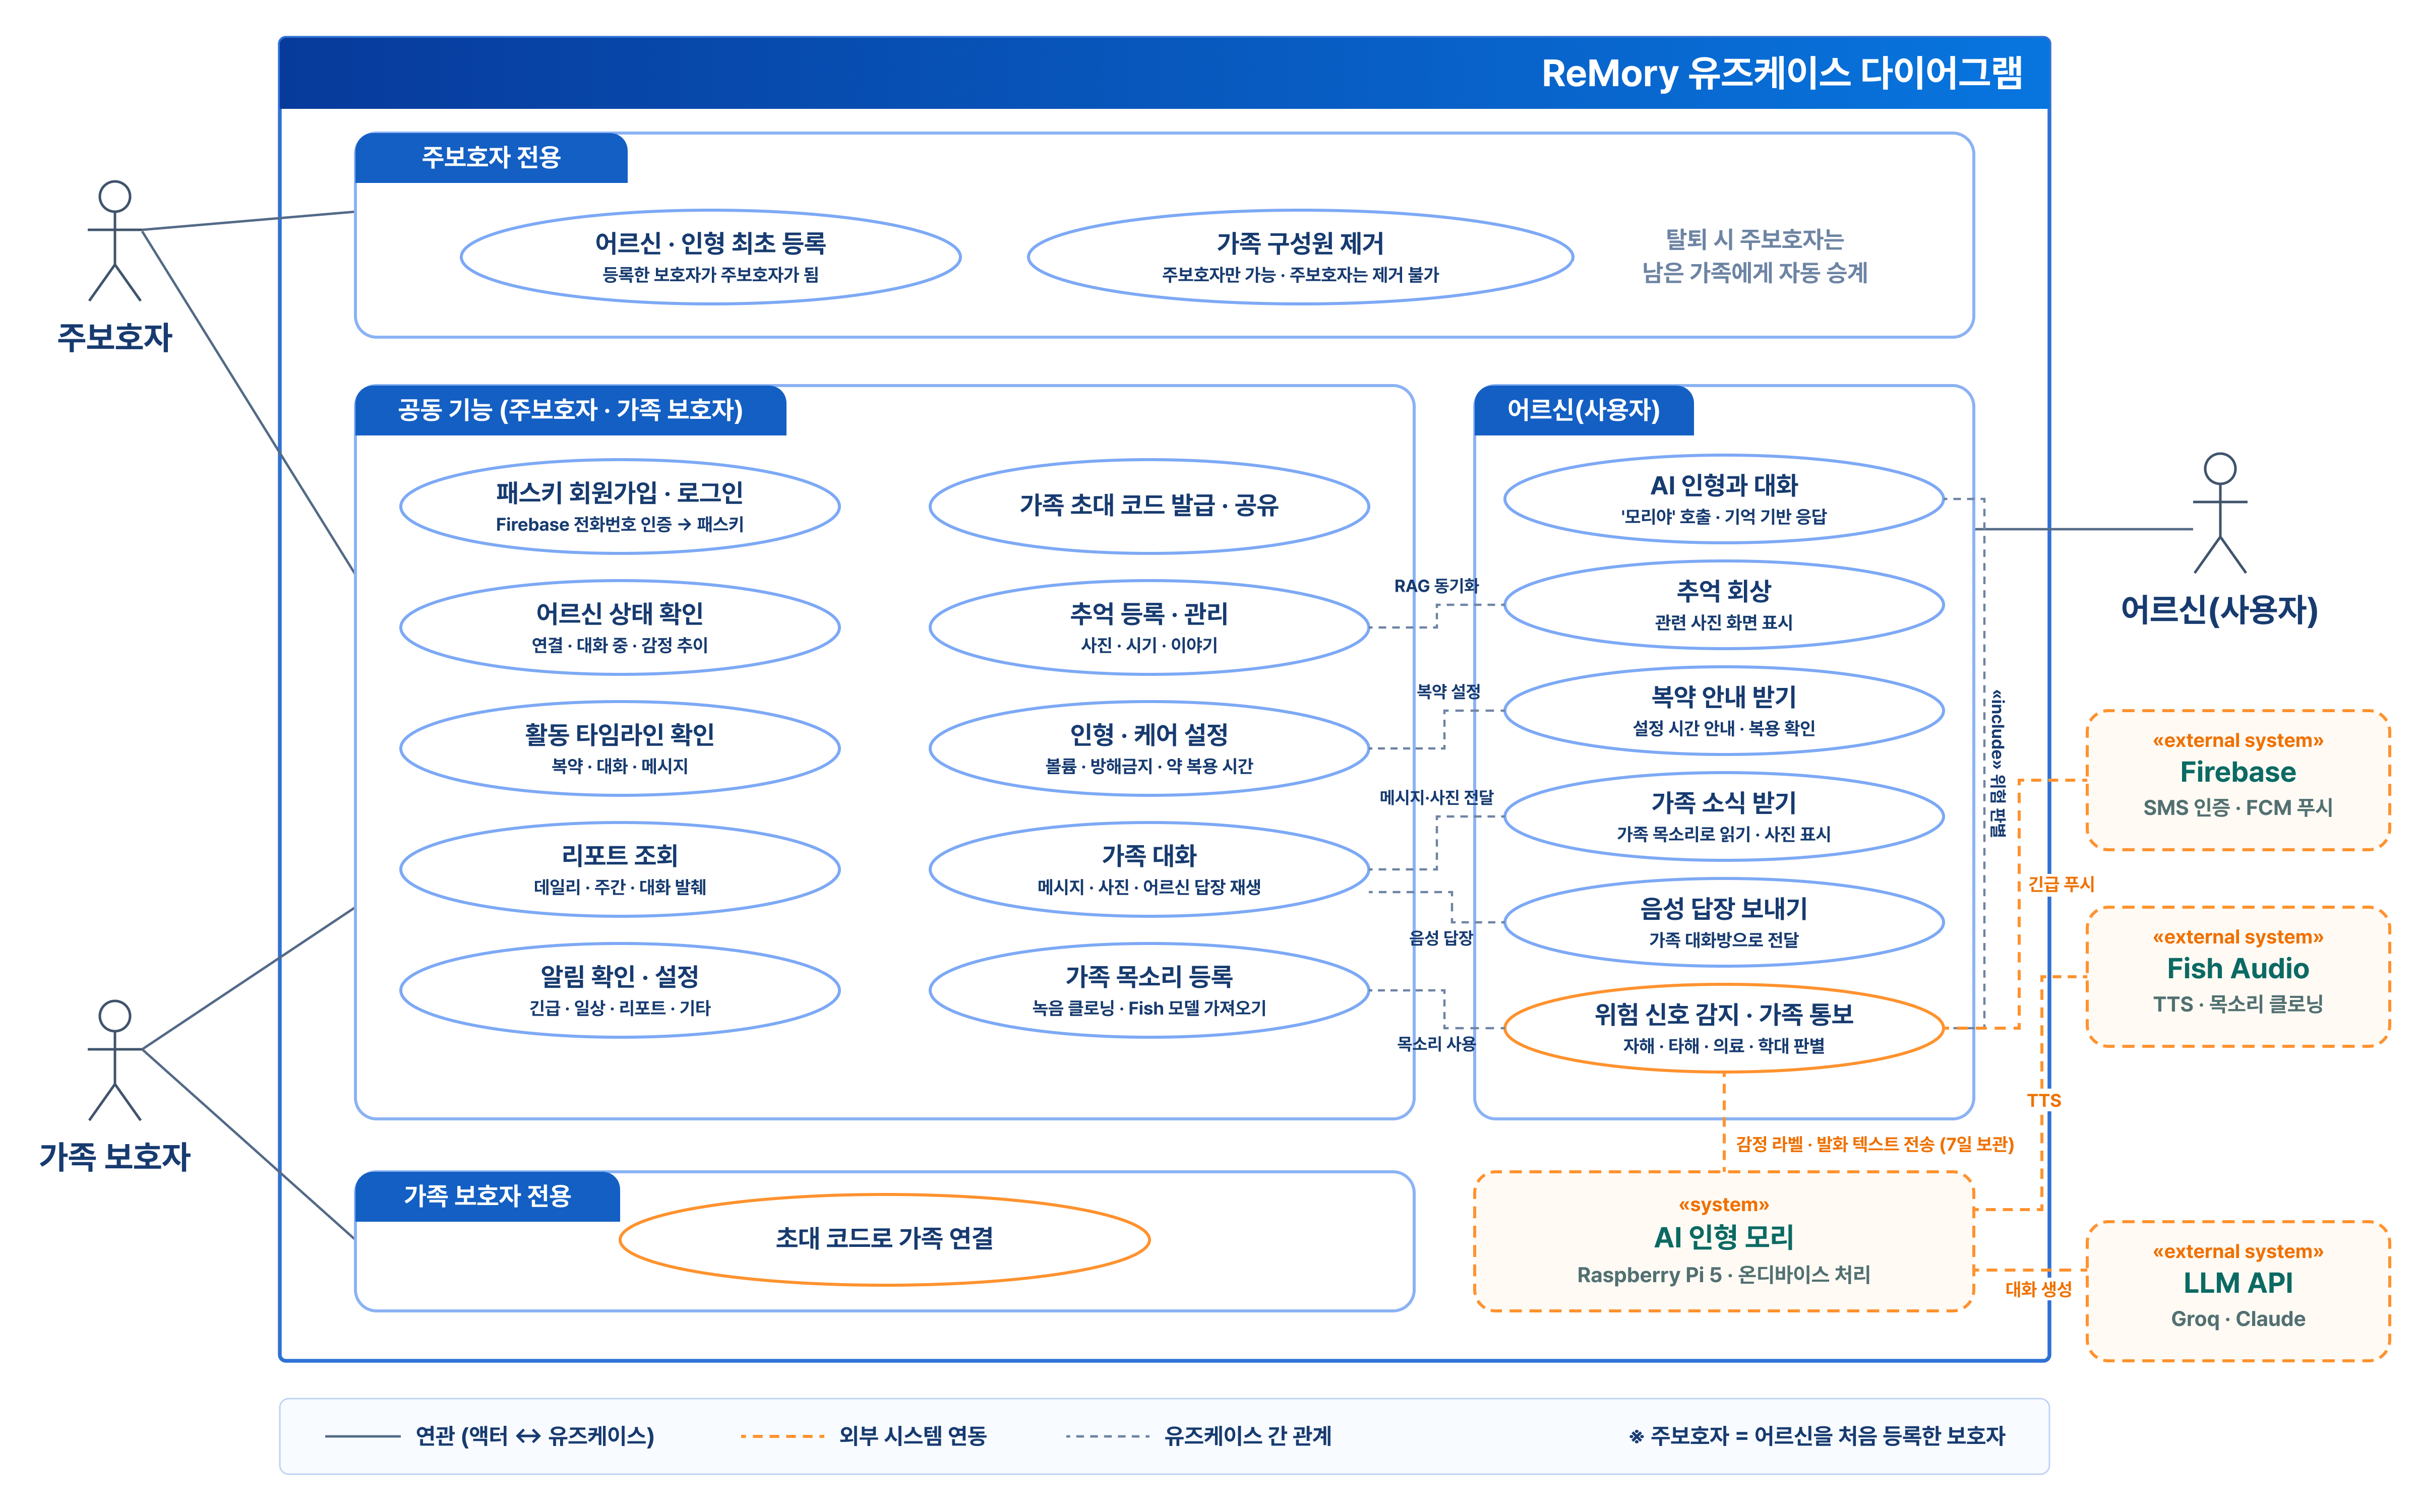 ReMory 유즈케이스 다이어그램
주보호자 전용
어르신 · 인형 최초 등록
등록한 보호자가 주보호자가 됨
가족 구성원 제거
주보호자만 가능 · 주보호자는 제거 불가
탈퇴 시 주보호자는
남은 가족에게 자동 승계
주보호자
공동 기능 (주보호자 · 가족 보호자)
패스키 회원가입 · 로그인
Firebase 전화번호 인증 → 패스키
가족 초대 코드 발급 · 공유
어르신 상태 확인
연결 · 대화 중 · 감정 추이
추억 등록 · 관리
사진 · 시기 · 이야기
활동 타임라인 확인
복약 · 대화 · 메시지
인형 · 케어 설정
볼륨 · 방해금지 · 약 복용 시간
리포트 조회
데일리 · 주간 · 대화 발췌
가족 대화
메시지 · 사진 · 어르신 답장 재생
알림 확인 · 설정
긴급 · 일상 · 리포트 · 기타
가족 목소리 등록
녹음 클로닝 · Fish 모델 가져오기
RAG 동기화
복약 설정
메시지·사진 전달
음성 답장
목소리 사용
어르신(사용자)
AI 인형과 대화
'모리야' 호출 · 기억 기반 응답
추억 회상
관련 사진 화면 표시
복약 안내 받기
설정 시간 안내 · 복용 확인
가족 소식 받기
가족 목소리로 읽기 · 사진 표시
음성 답장 보내기
가족 대화방으로 전달
위험 신호 감지 · 가족 통보
자해 · 타해 · 의료 · 학대 판별
«include» 위험 판별
어르신(사용자)
«external system»
Firebase
SMS 인증 · FCM 푸시
긴급 푸시
«external system»
Fish Audio
TTS · 목소리 클로닝
TTS
감정 라벨 · 발화 텍스트 전송 (7일 보관)
가족 보호자
가족 보호자 전용
초대 코드로 가족 연결
«system»
AI 인형 모리
Raspberry Pi 5 · 온디바이스 처리
대화 생성
«external system»
LLM API
Groq · Claude
연관 (액터 ↔ 유즈케이스)
외부 시스템 연동
유즈케이스 간 관계
※ 주보호자 = 어르신을 처음 등록한 보호자